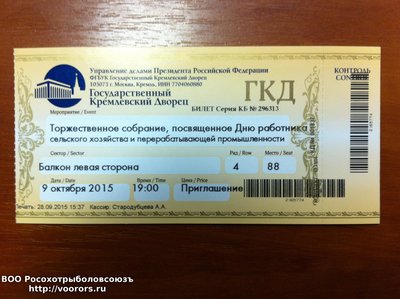 Управление делами Президента Российской Федерации
ФГБУК Государственный Кремлевский Дворец
103073 г. Москва, Кремль, ИНН 7704060880
Государственный
Кремлёвский Дворец
ГКД
КОНТРОЛЬ
CONTROL
БИЛЕТ Серия КБ № 296313
Мероприятие / Event
Торжественное собрание, посвященное Дню работника
сельского хозяйства и перерабатывающей промышленности
Сектор / Sector
Ряд / Row
Место / Seat
Балкон левая сторона
4
88
Дата / Date
Время / Time
Цена / Price
9 октября 2015
19:00
Приглашение
Печать: 28.09.2015 15:37
Кассир: Стародубцева А.А.
ВОО Росохотрыболовсоюзъ
http://voorors.ru